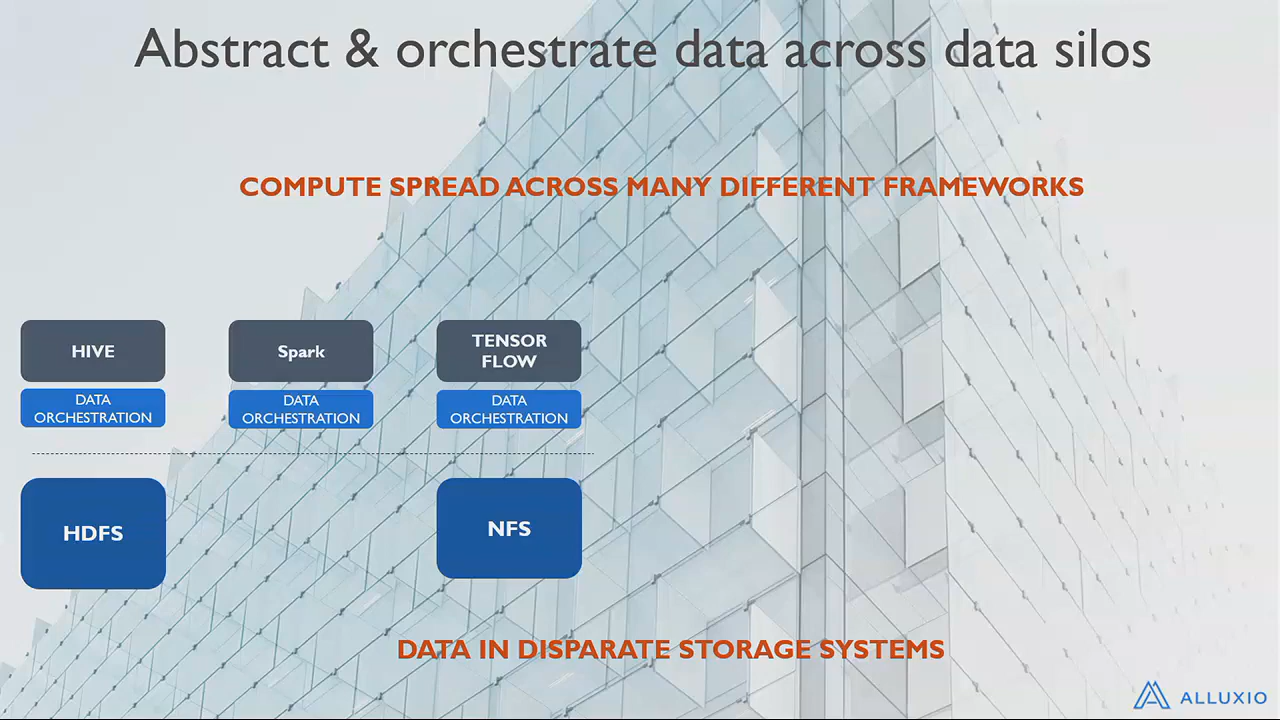 Abstract & orchestrate data across data silos
COMPUTE SPREAD ACROSS MANY DIFFERENT FRAMEWORKS
HIVE
Spark
TENSOR
FLOW
DATA
ORCHESTRATION
DATA
ORCHESTRATION
DATA
ORCHESTRATION
HDFS
NFS
DATA IN DISPARATE STORAGE SYSTEMS
ALLUXIO